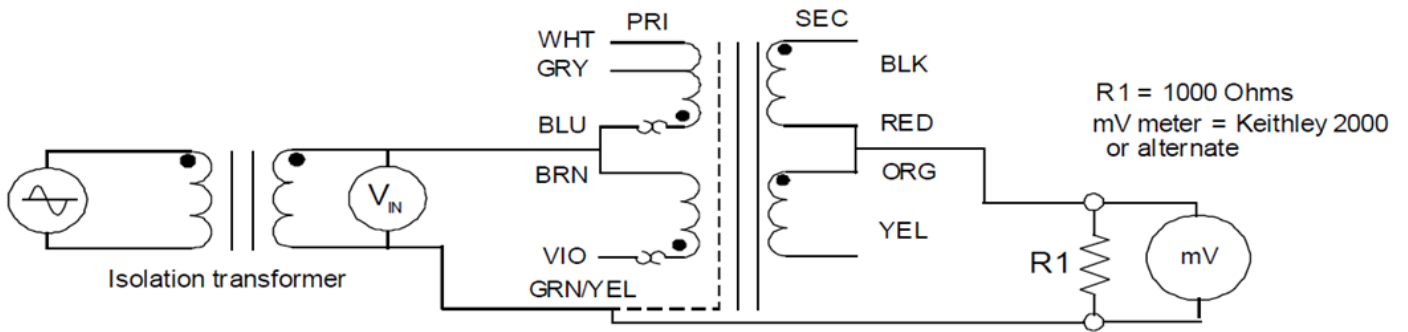 PRI
SEC
WHT
GRY
BLU
BRN
VIO
GRN/YEL
BLK
RED
ORG
YEL
V IN
Isolation transformer
R1 = 1000 Ohms
mV meter = Keithley 2000
or alternate
R1
mV